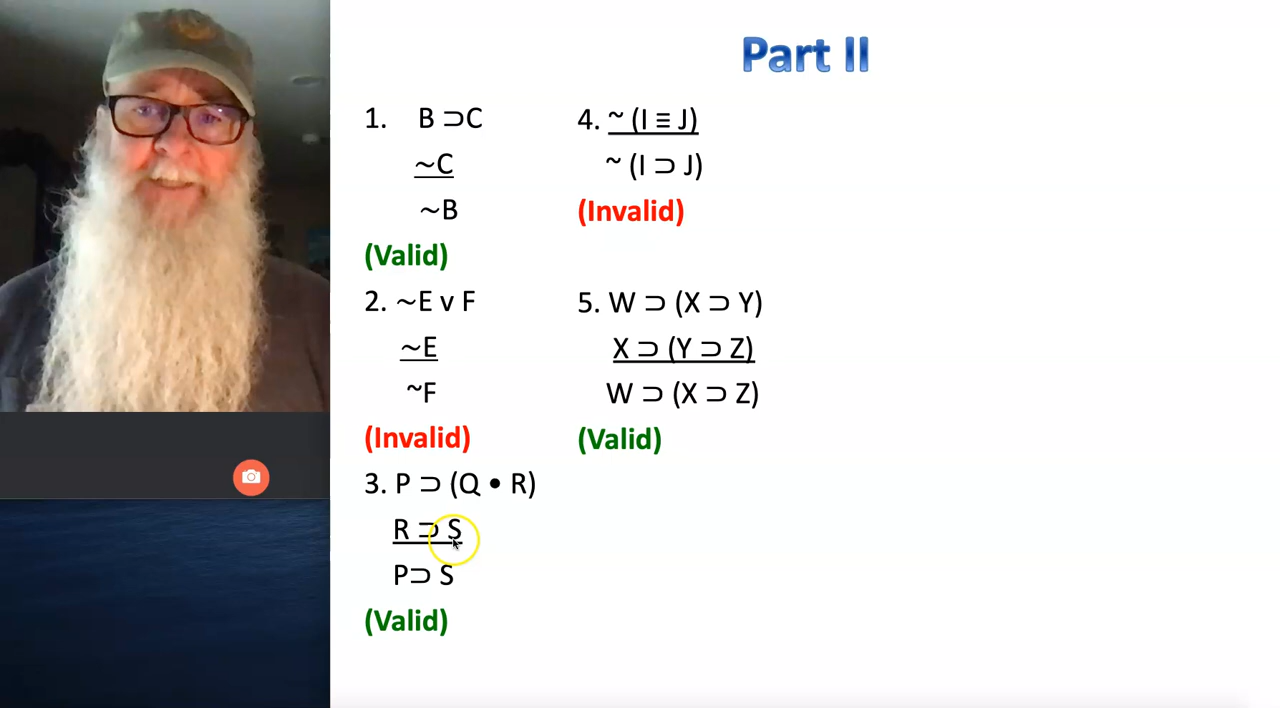 Part II
1. B ⊃C
~C
~B
(Valid)
2. ~E v F
~E
~F
(Invalid)
3. P ⊃ (Q • R)
R ⊃ S
P⊃ S
(Valid)
4. ~ (I ≡ J)
~ (I ⊃ J)
(Invalid)
5. W ⊃ (X ⊃ Y)
X ⊃ (Y ⊃ Z)
W ⊃ (X ⊃ Z)
(Valid)